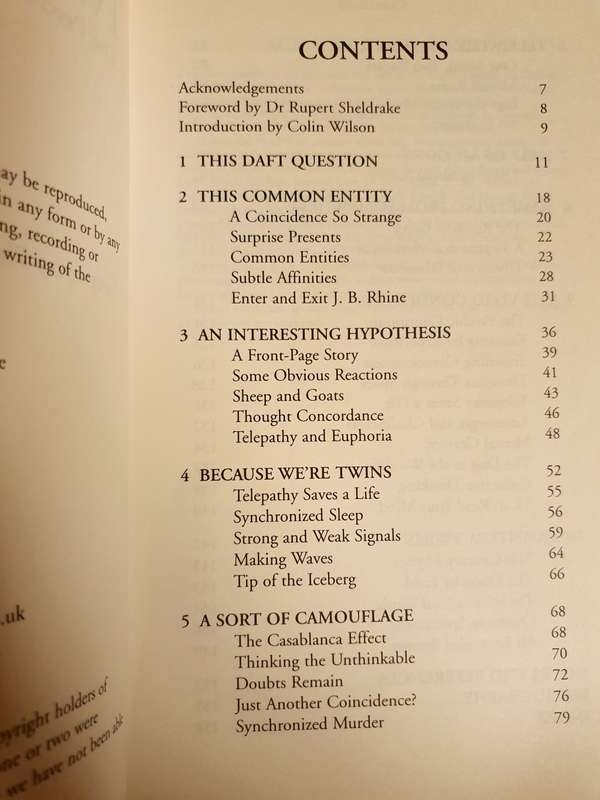 ay be reproduced,
in any form or by any
ng, recording or
writing of the
e
.uk
pyright holders of
one or two were
we have not been able
CONTENTS
Acknowledgements 7
Foreword by Dr Rupert Sheldrake 8
Introduction by Colin Wilson 9
1 THIS DAFT QUESTION 11
2 THIS COMMON ENTITY 18
A Coincidence So Strange 20
Surprise Presents 22
Common Entities 23
Subtle Affinities 28
Enter and Exit J. B. Rhine 31
3 AN INTERESTING HYPOTHESIS 36
A Front-Page Story 39
Some Obvious Reactions 41
Sheep and Goats 43
Thought Concordance 46
Telepathy and Euphoria 48
4 BECAUSE WE'RE TWINS 52
Telepathy Saves a Life 55
Synchronized Sleep 56
Strong and Weak Signals 59
Making Waves 64
Tip of the Iceberg 66
5 A SORT OF CAMOUFLAGE 68
The Casablanca Effect 68
Thinking the Unthinkable 70
Doubts Remain 72
Just Another Coincidence? 76
Synchronized Murder 79